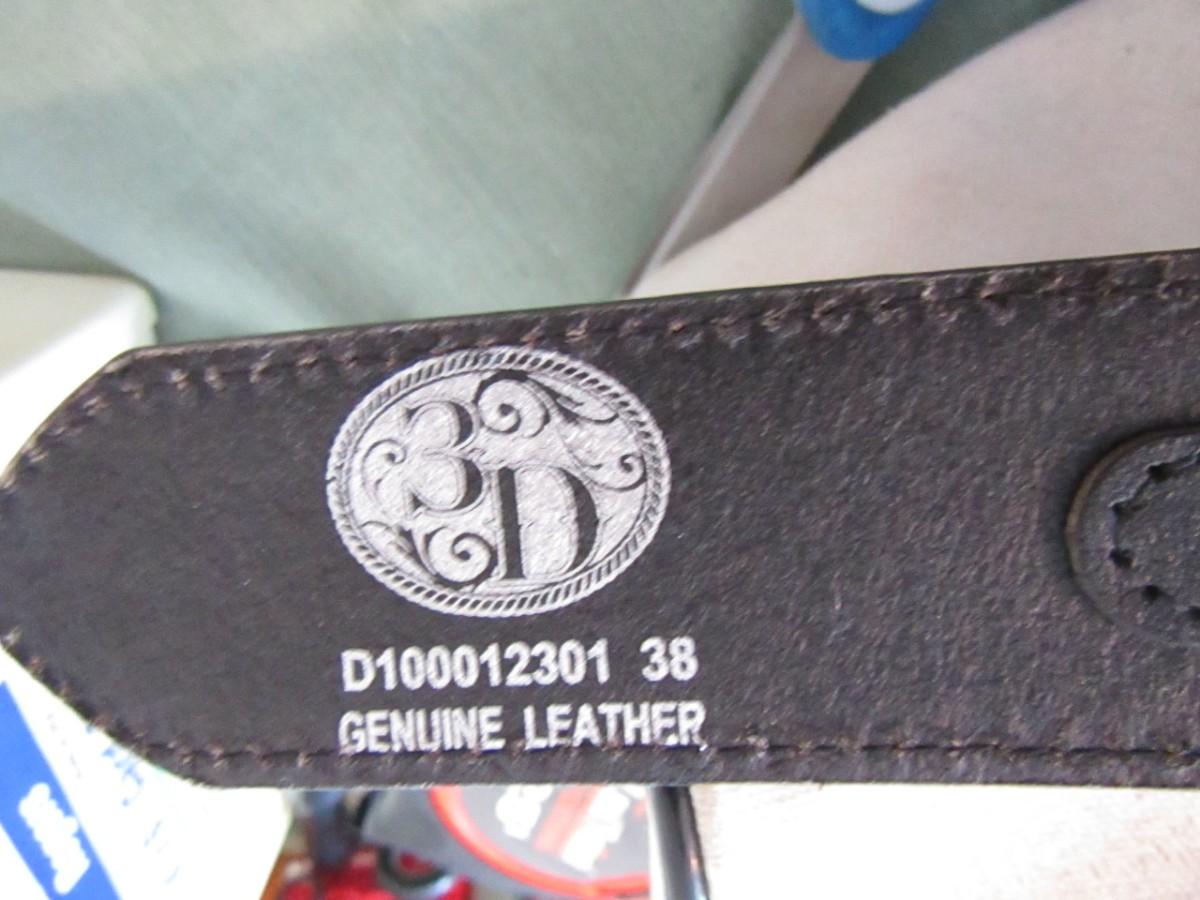 3D
D100012301 38
GENUINE LEATHER